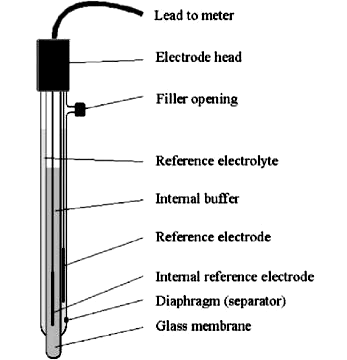 Lead to meter
Electrode head
Filler opening
Reference electrolyte
Internal buffer
Reference electrode
Internal reference electrode
Diaphragm (separator)
Glass membrane